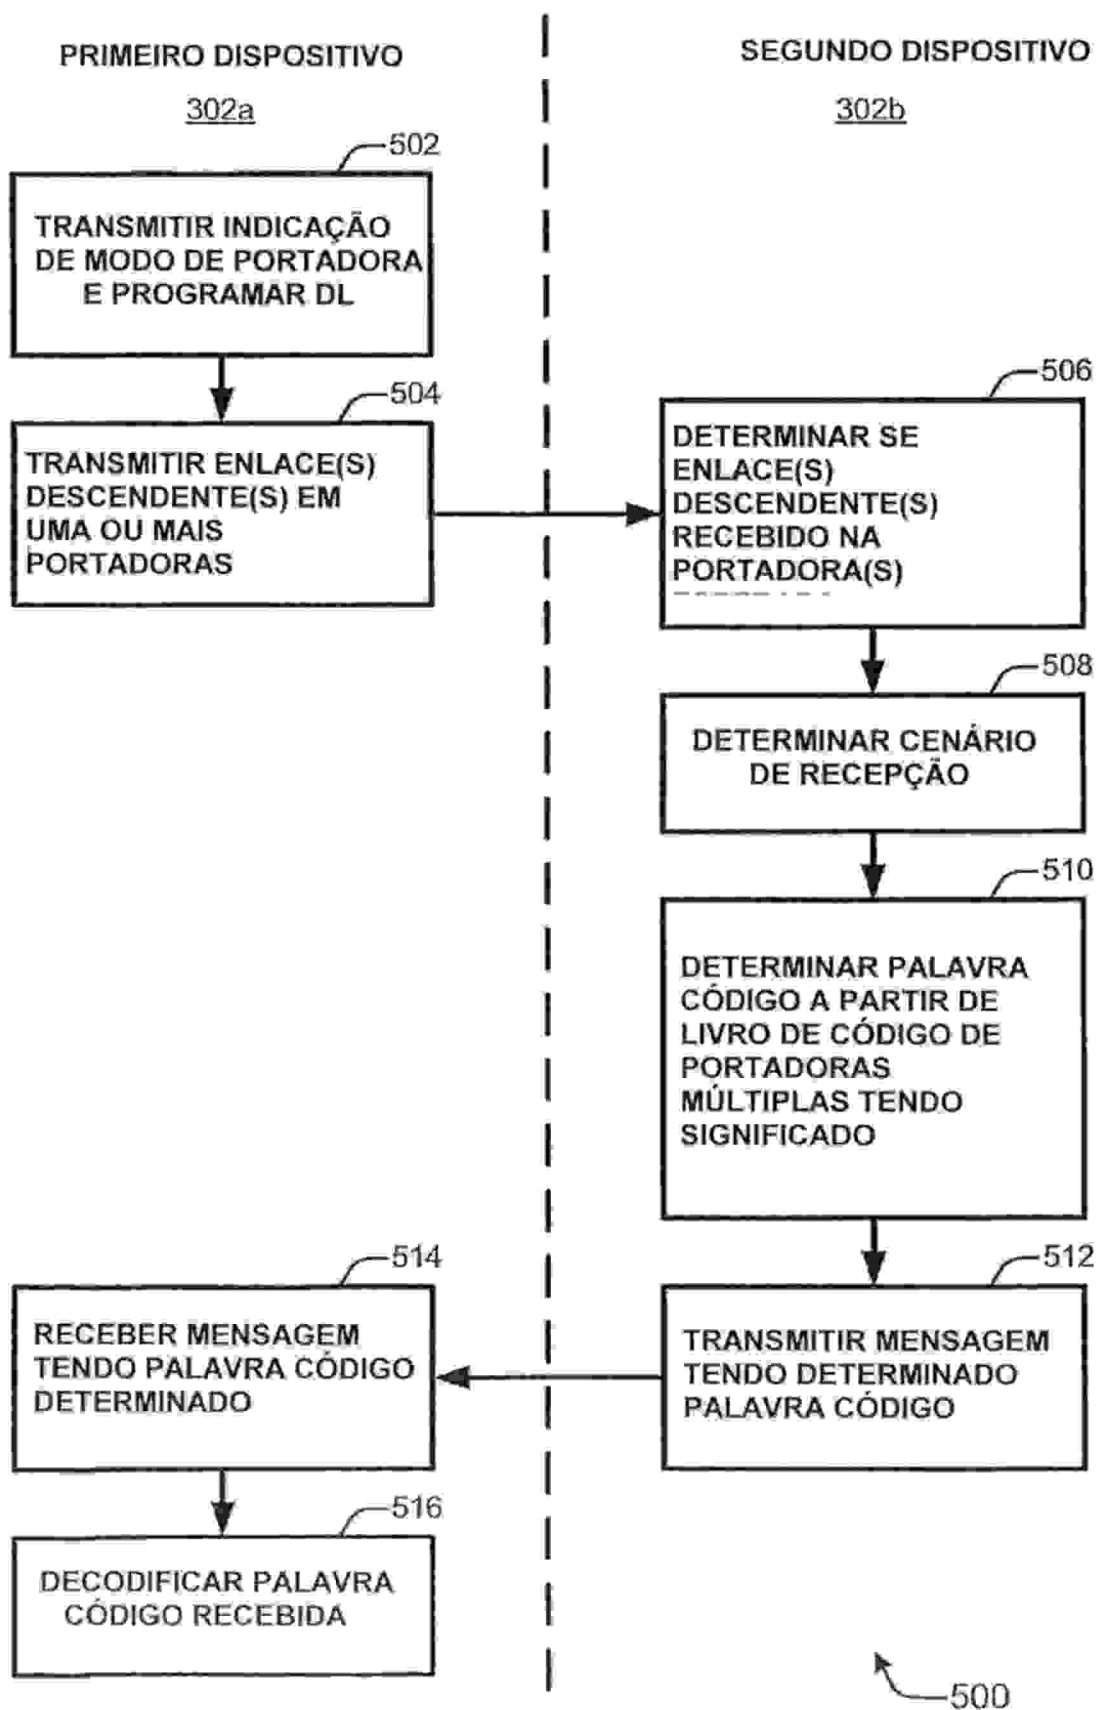 PRIMEIRO DISPOSITIVO
302a
SEGUNDO DISPOSITIVO
302b
502
TRANSMITIR INDICAÇÃO
DE MODO DE PORTADORA
E PROGRAMAR DL
504
TRANSMITIR ENLACE(S)
DESCENDENTE(S) EM
UMA OU MAIS
PORTADORAS
506
DETERMINAR SE
ENLACE(S)
DESCENDENTE(S)
RECEBIDO NA
PORTADORA(S)
508
DETERMINAR CENÁRIO
DE RECEPÇÃO
510
DETERMINAR PALAVRA
CÓDIGO A PARTIR DE
LIVRO DE CÓDIGO DE
PORTADORAS
MÚLTIPLAS TENDO
SIGNIFICADO
512
TRANSMITIR MENSAGEM
TENDO DETERMINADO
PALAVRA CÓDIGO
514
RECEBER MENSAGEM
TENDO PALAVRA CÓDIGO
DETERMINADO
516
DECODIFICAR PALAVRA
CÓDIGO RECEBIDA
500